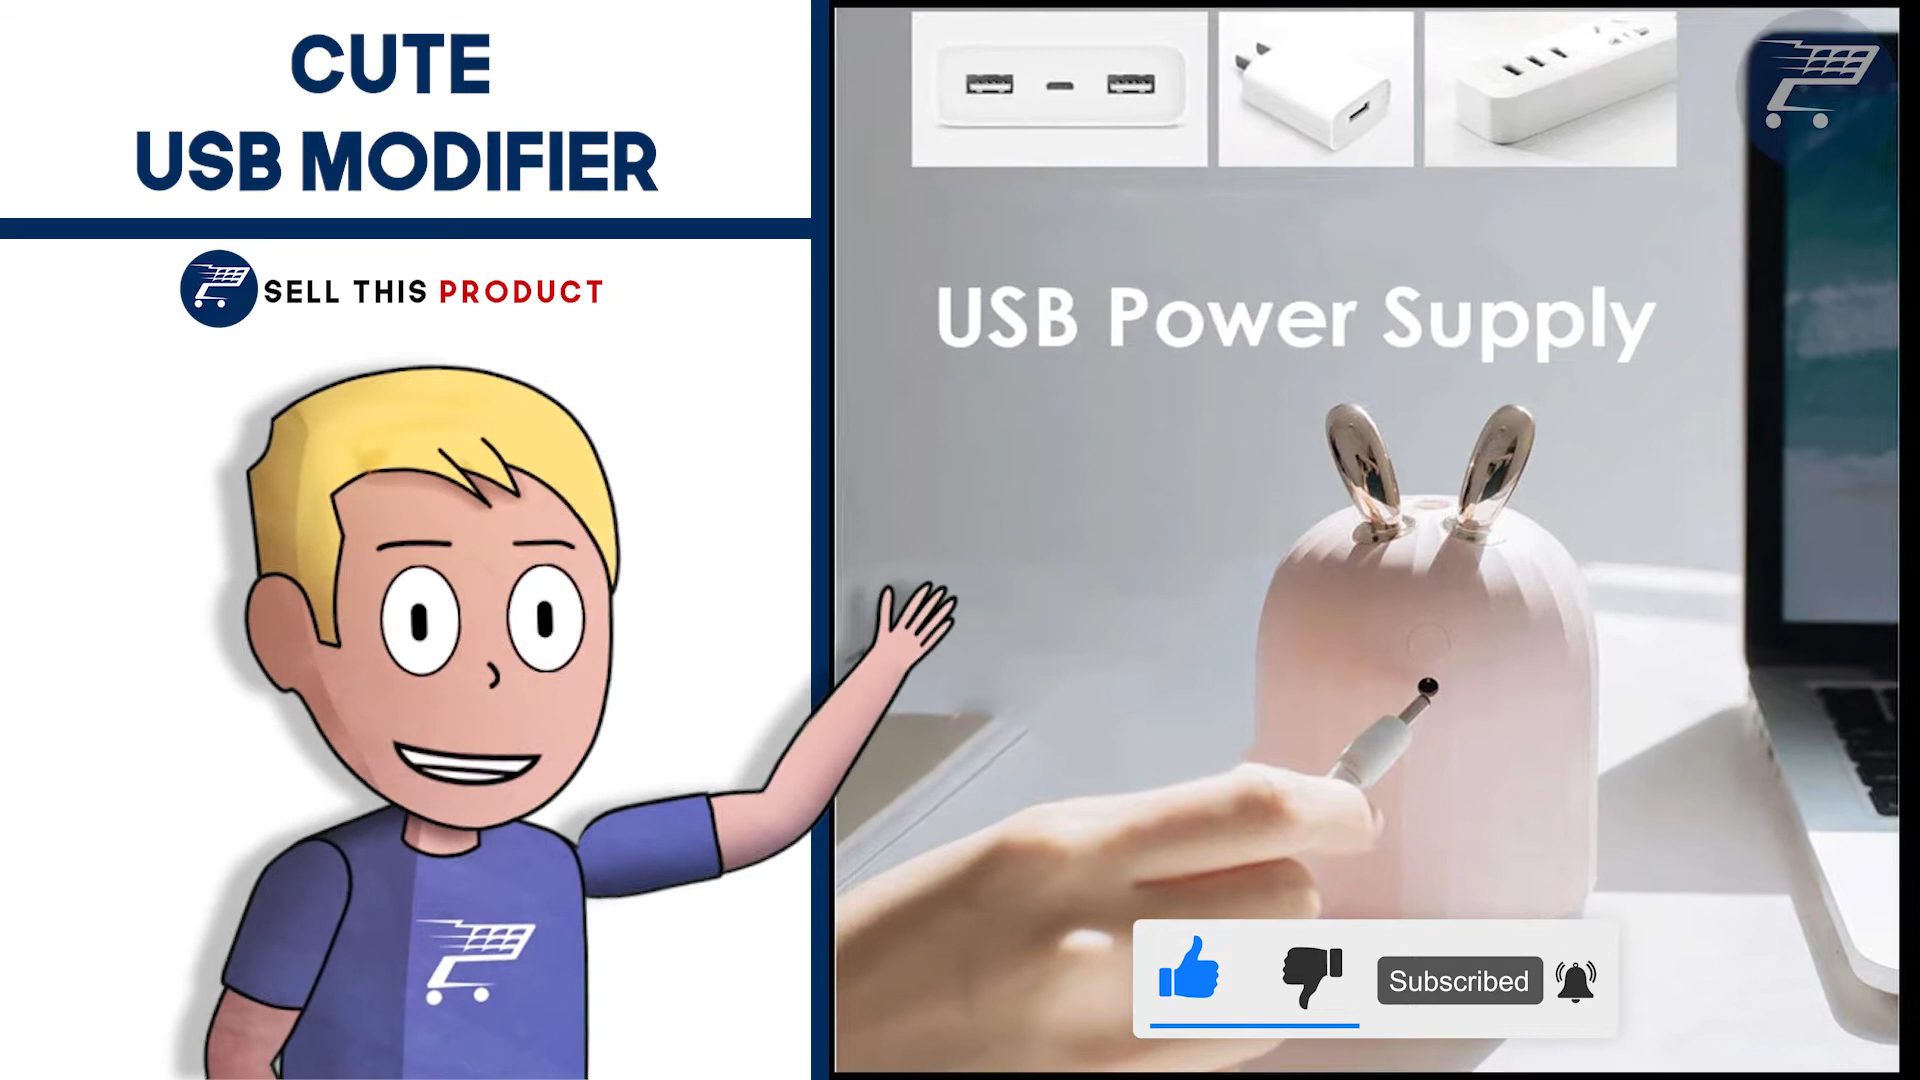 CUTE
USB MODIFIER
SELL THIS PRODUCT
USB Power Supply
Subscribed